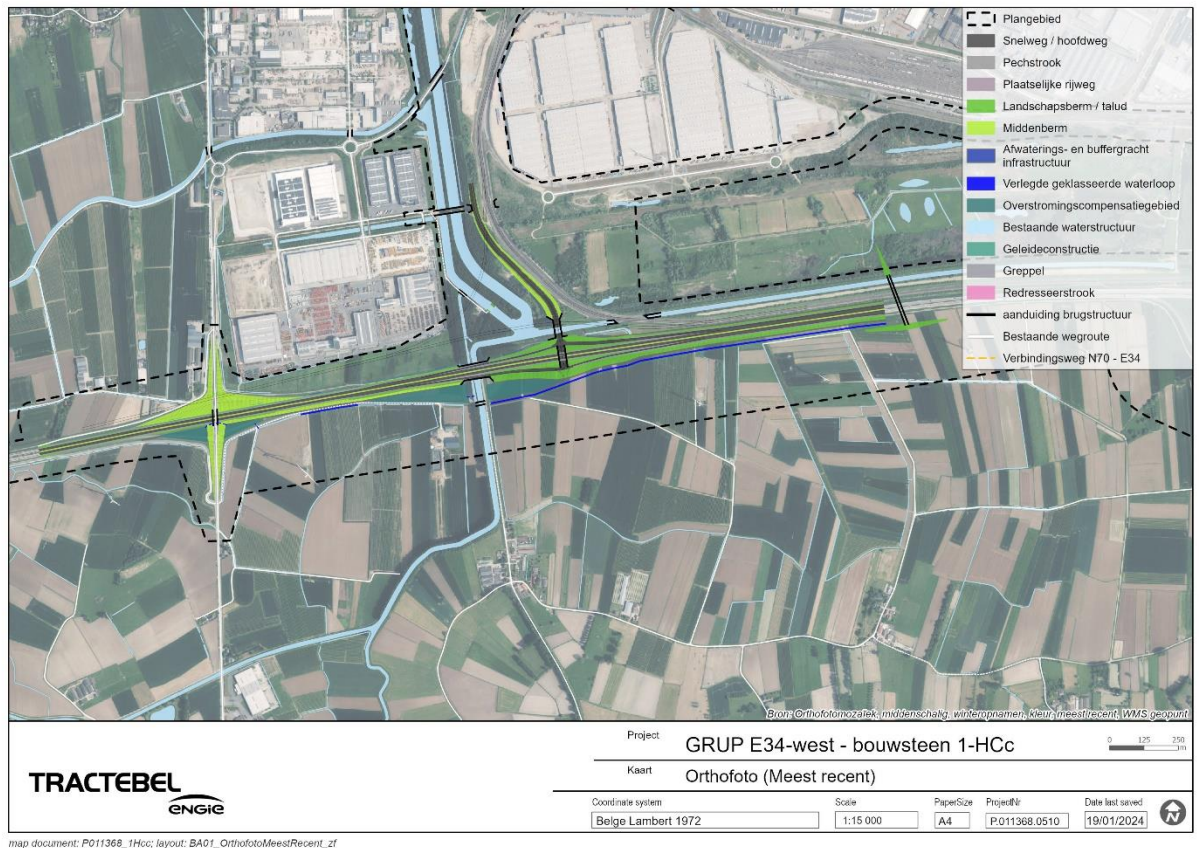 Plangebied
Snelweg / hoofdweg
Pechstrook
Plaatselijke rijweg
Landschapsberm / talud
Middenberm
Afwaterings- en buffergracht
infrastructuur
Verlegde geklasseerde waterloop
Overstromingscompensatiegebied
Bestaande waterstructuur
Geleideconstructie
Greppel
Redresseerstrook
aanduiding brugstructuur
Bestaande wegroute
Verbindingsweg N70 - E34
Bron: Orthofotomozaïek, middenschalig, winteropnamen, kleur, meest recent, WMS geopunt
Project
GRUP E34-west - bouwsteen 1-HCc
0 125 250
m
Kaart
Orthofoto (Meest recent)
TRACTEBEL
ENGIE
Coordinate system
Scale
PaperSize
ProjectNr
Date last saved
Belge Lambert 1972
1:15 000
A4
P.011368.0510
19/01/2024
N
map document: P011368_1Hcc; layout: BA01_OrthofotoMeestRecent_zf